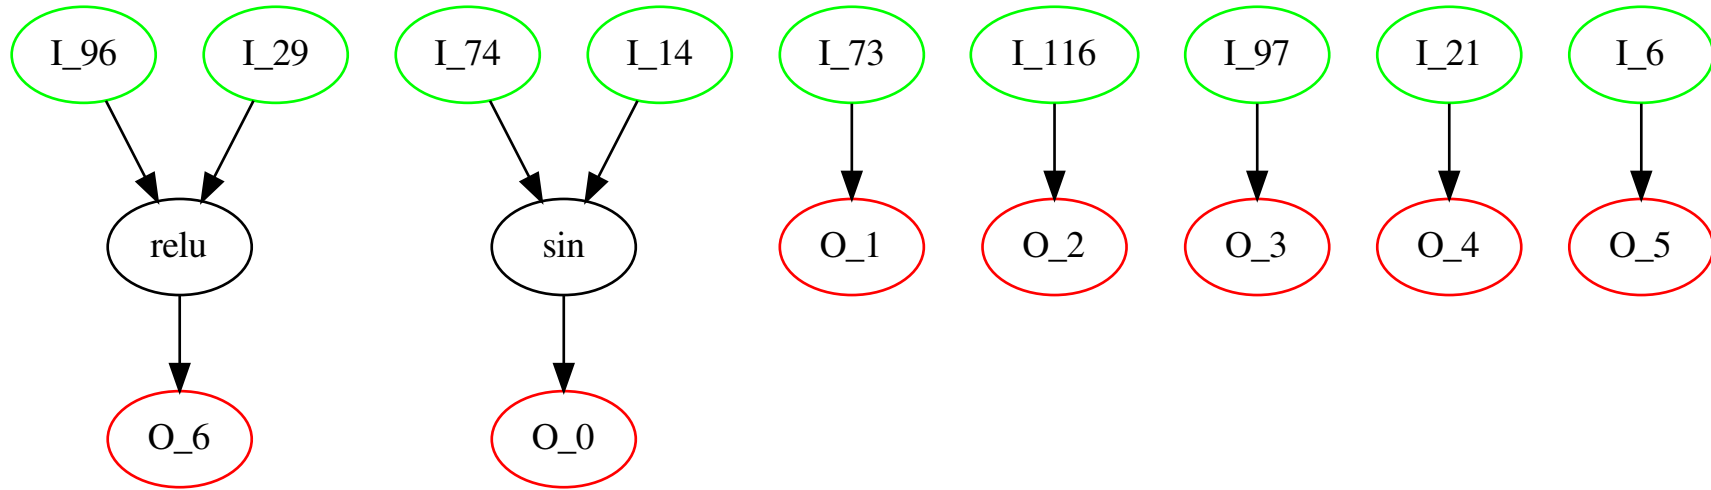 I_96 I_29 I_74 I_14 I_73 I_116 I_97 I_21 I_6
relu sin O_1 O_2 O_3 O_4 O_5
O_6 O_0